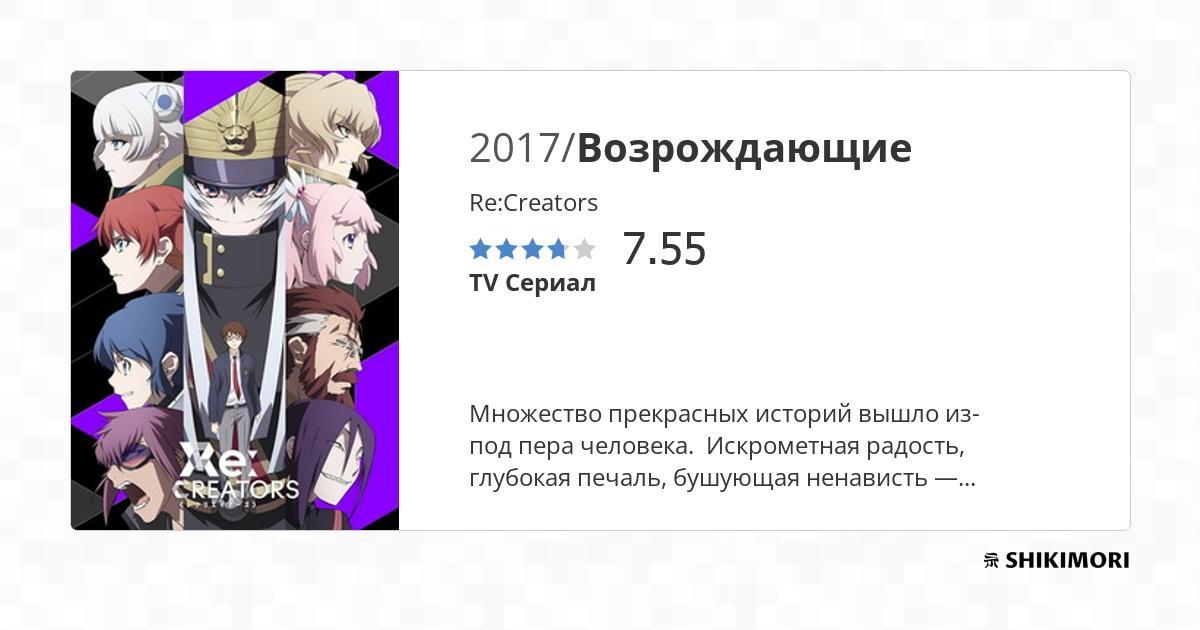 2017/Возрождающие
Re:Creators
7.55
TV Сериал
Множество прекрасных историй вышло из-
под пера человека. Искрометная радость,
глубокая печаль, бушующая ненависть —...
Re:
CREATORS
SHIKIMORI